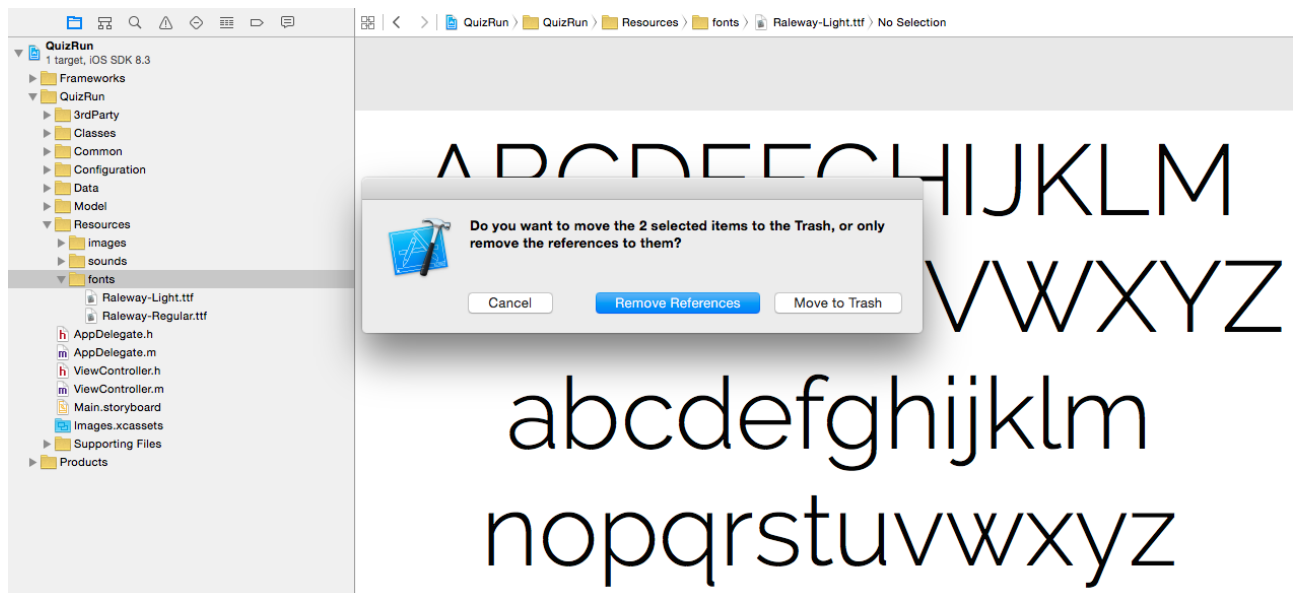 QuizRun 〉 QuizRun 〉 Resources 〉 fonts 〉 Raleway-Light.ttf 〉 No Selection
QuizRun
1 target, iOS SDK 8.3
Frameworks
QuizRun
3rdParty
Classes
Common
Configuration
Data
Model
Resources
images
sounds
fonts
Raleway-Light.ttf
Raleway-Regular.ttf
h AppDelegate.h
m AppDelegate.m
h ViewController.h
m ViewController.m
Main.storyboard
Images.xcassets
Supporting Files
Products
ABCDEFGHIJKLM
Do you want to move the 2 selected items to the Trash, or only
remove the references to them?
Cancel Remove References Move to Trash
VWXYZ
abcdefghijklm
nopqrstuvwxyz